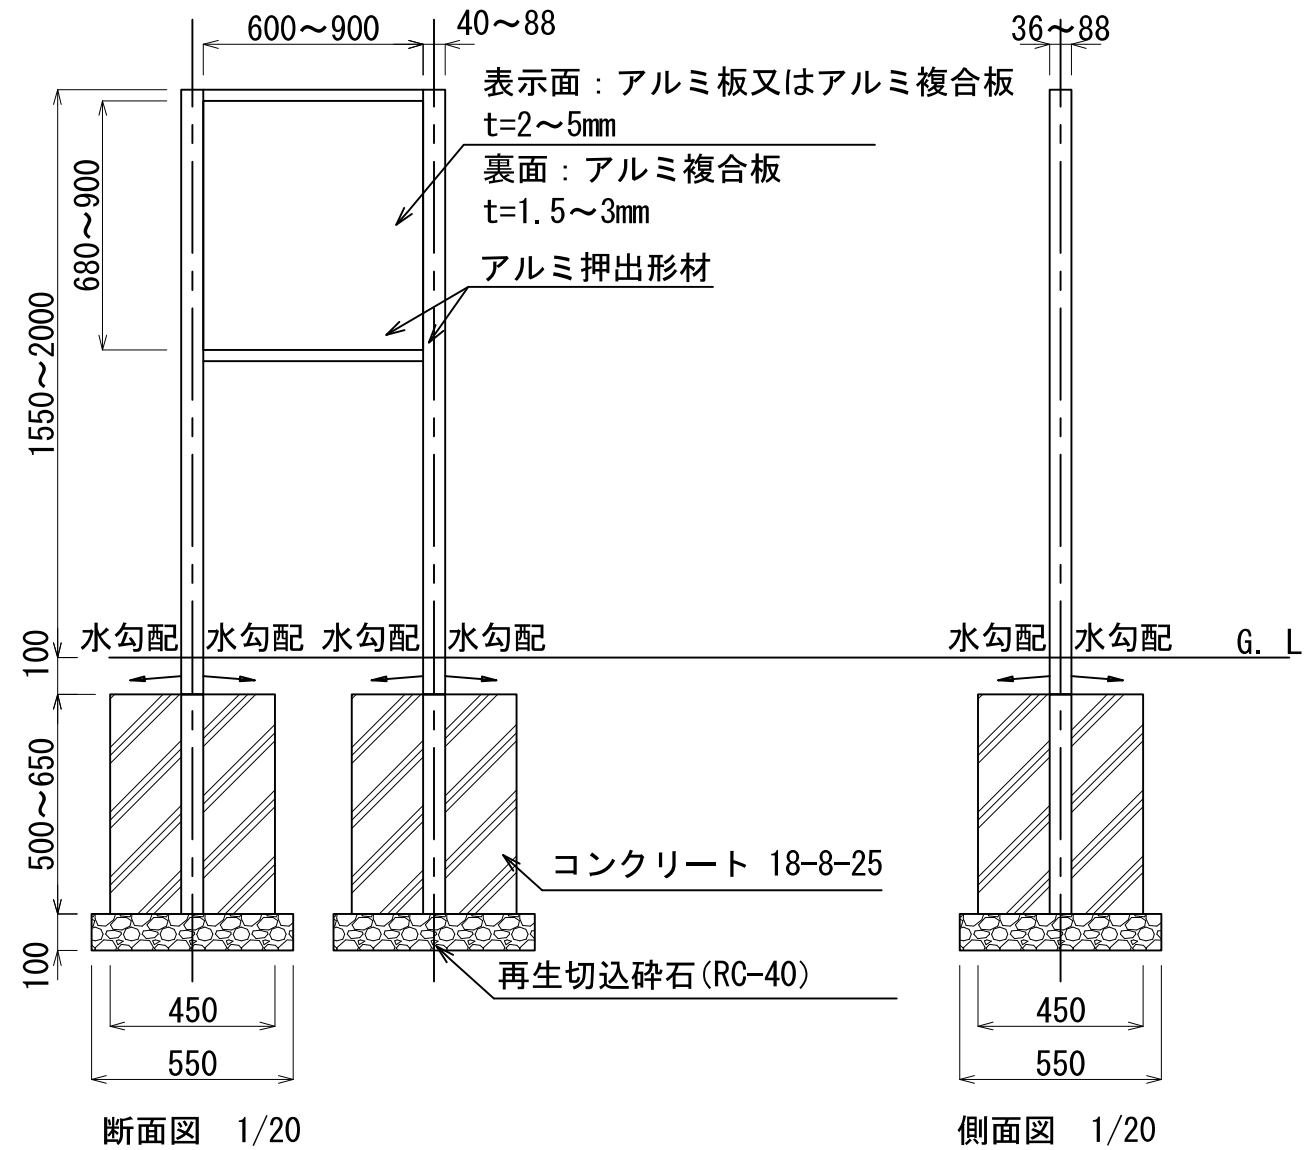 600～900
40～88
36～88
表示面：アルミ板又はアルミ複合板
t=2～5mm
裏面：アルミ複合板
t=1.5～3mm
アルミ押出形材
680～900
1550～2000
水勾配
水勾配
水勾配
水勾配
水勾配
水勾配
G. L
100
500～650
コンクリート 18-8-25
100
再生切込砕石(RC-40)
450
550
450
550
断面図 1/20
側面図 1/20